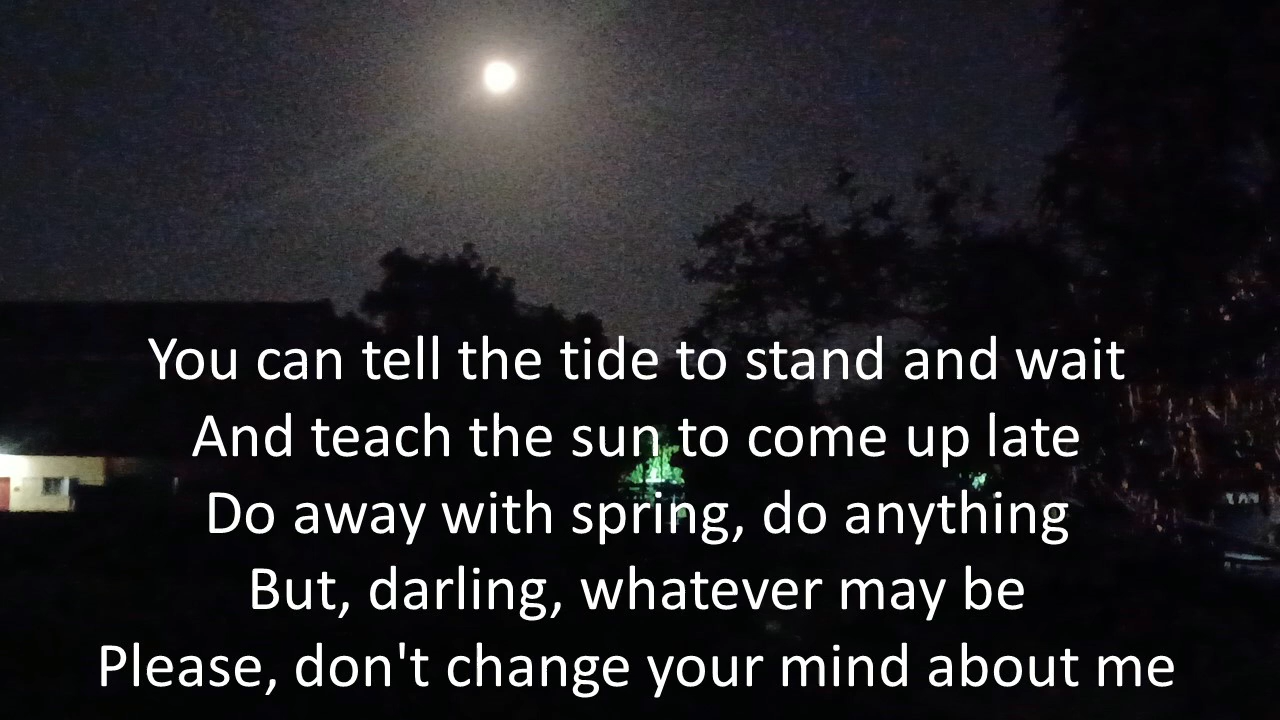 You can tell the tide to stand and wait
And teach the sun to come up late
Do away with spring, do anything
But, darling, whatever may be
Please, don't change your mind about me